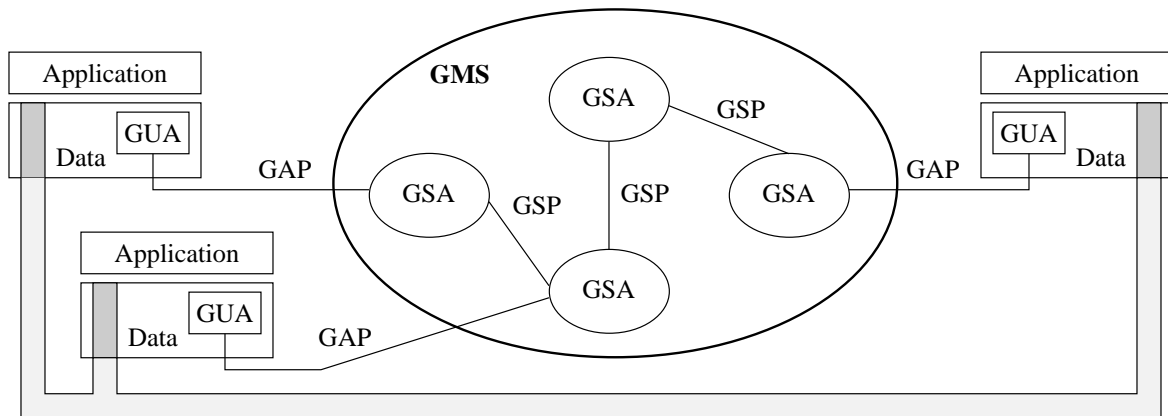 Application
GMS
Application
GSA
GSP
GUA
Data
GAP
GSA
GSP
GSP
GSA
GAP
GUA
Data
Application
GSA
GUA
Data
GAP